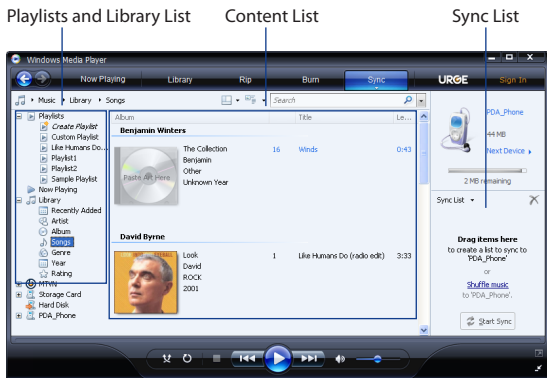 Playlists and Library List
Content List
Sync List
Windows Media Player
Now Playing
Library
Rip
Burn
Sync
URGE
Sign In
Music
Library
Songs
Search
Playlists
Create Playlist
Custom Playlist
Like Humans Do...
Playlist1
Playlist2
Sample Playlist
Now Playing
Library
Recently Added
Artist
Album
Songs
Genre
Year
Rating
MTVN
Storage Card
Hard Disk
PDA_Phone
Album
Title
Le...
Benjamin Winters
Paste Art Here
The Collection
16
Winds
0:43
Benjamin
Other
Unknown Year
David Byrne
Look
1
Like Humans Do (radio edit)
3:33
David
ROCK
2001
PDA_Phone
44 MB
Next Device
2 MB remaining
Sync List
Drag items here
to create a list to sync to
'PDA_Phone'
or
Shuffle music
to 'PDA_Phone'.
Start Sync